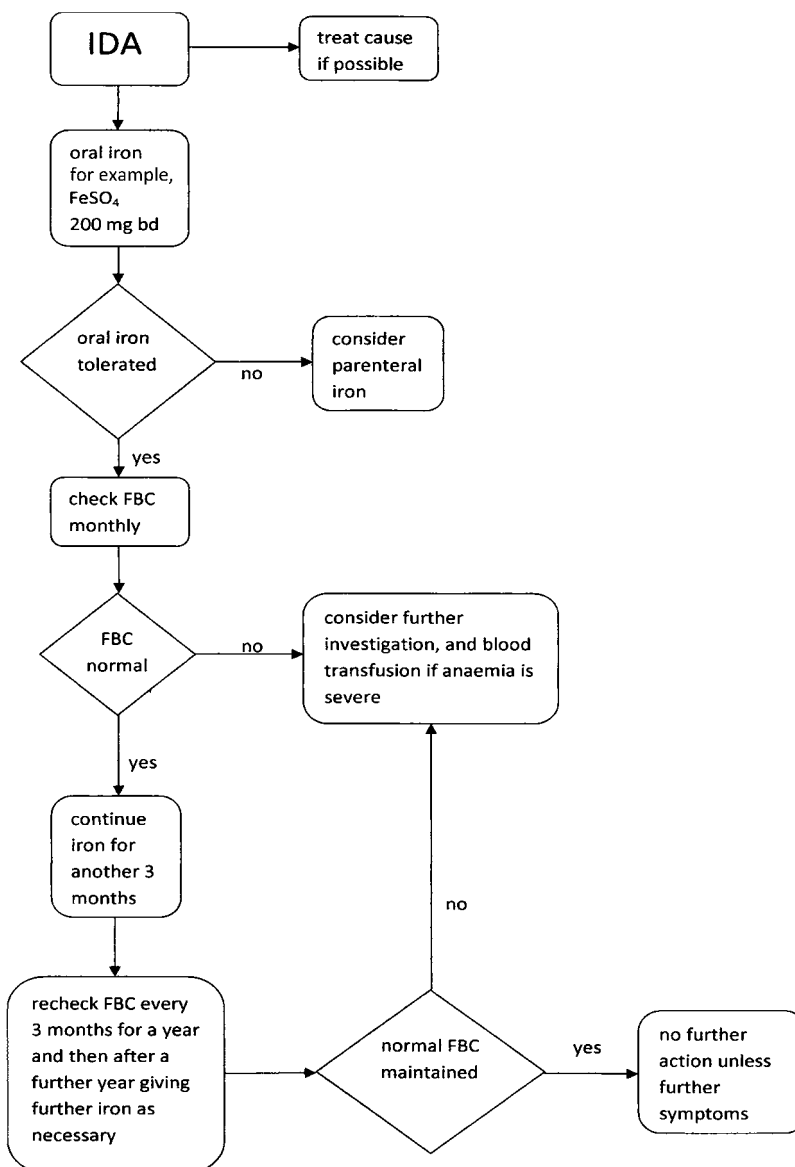 IDA
treat cause
if possible
oral iron
for example,
FeSO₄
200 mg bd
oral iron
tolerated
no
consider
parenteral
iron
yes
check FBC
monthly
FBC
normal
no
consider further
investigation, and blood
transfusion if anaemia is
severe
yes
continue
iron for
another 3
months
no
recheck FBC every
3 months for a year
and then after a
further year giving
further iron as
necessary
normal FBC
maintained
yes
no further
action unless
further
symptoms